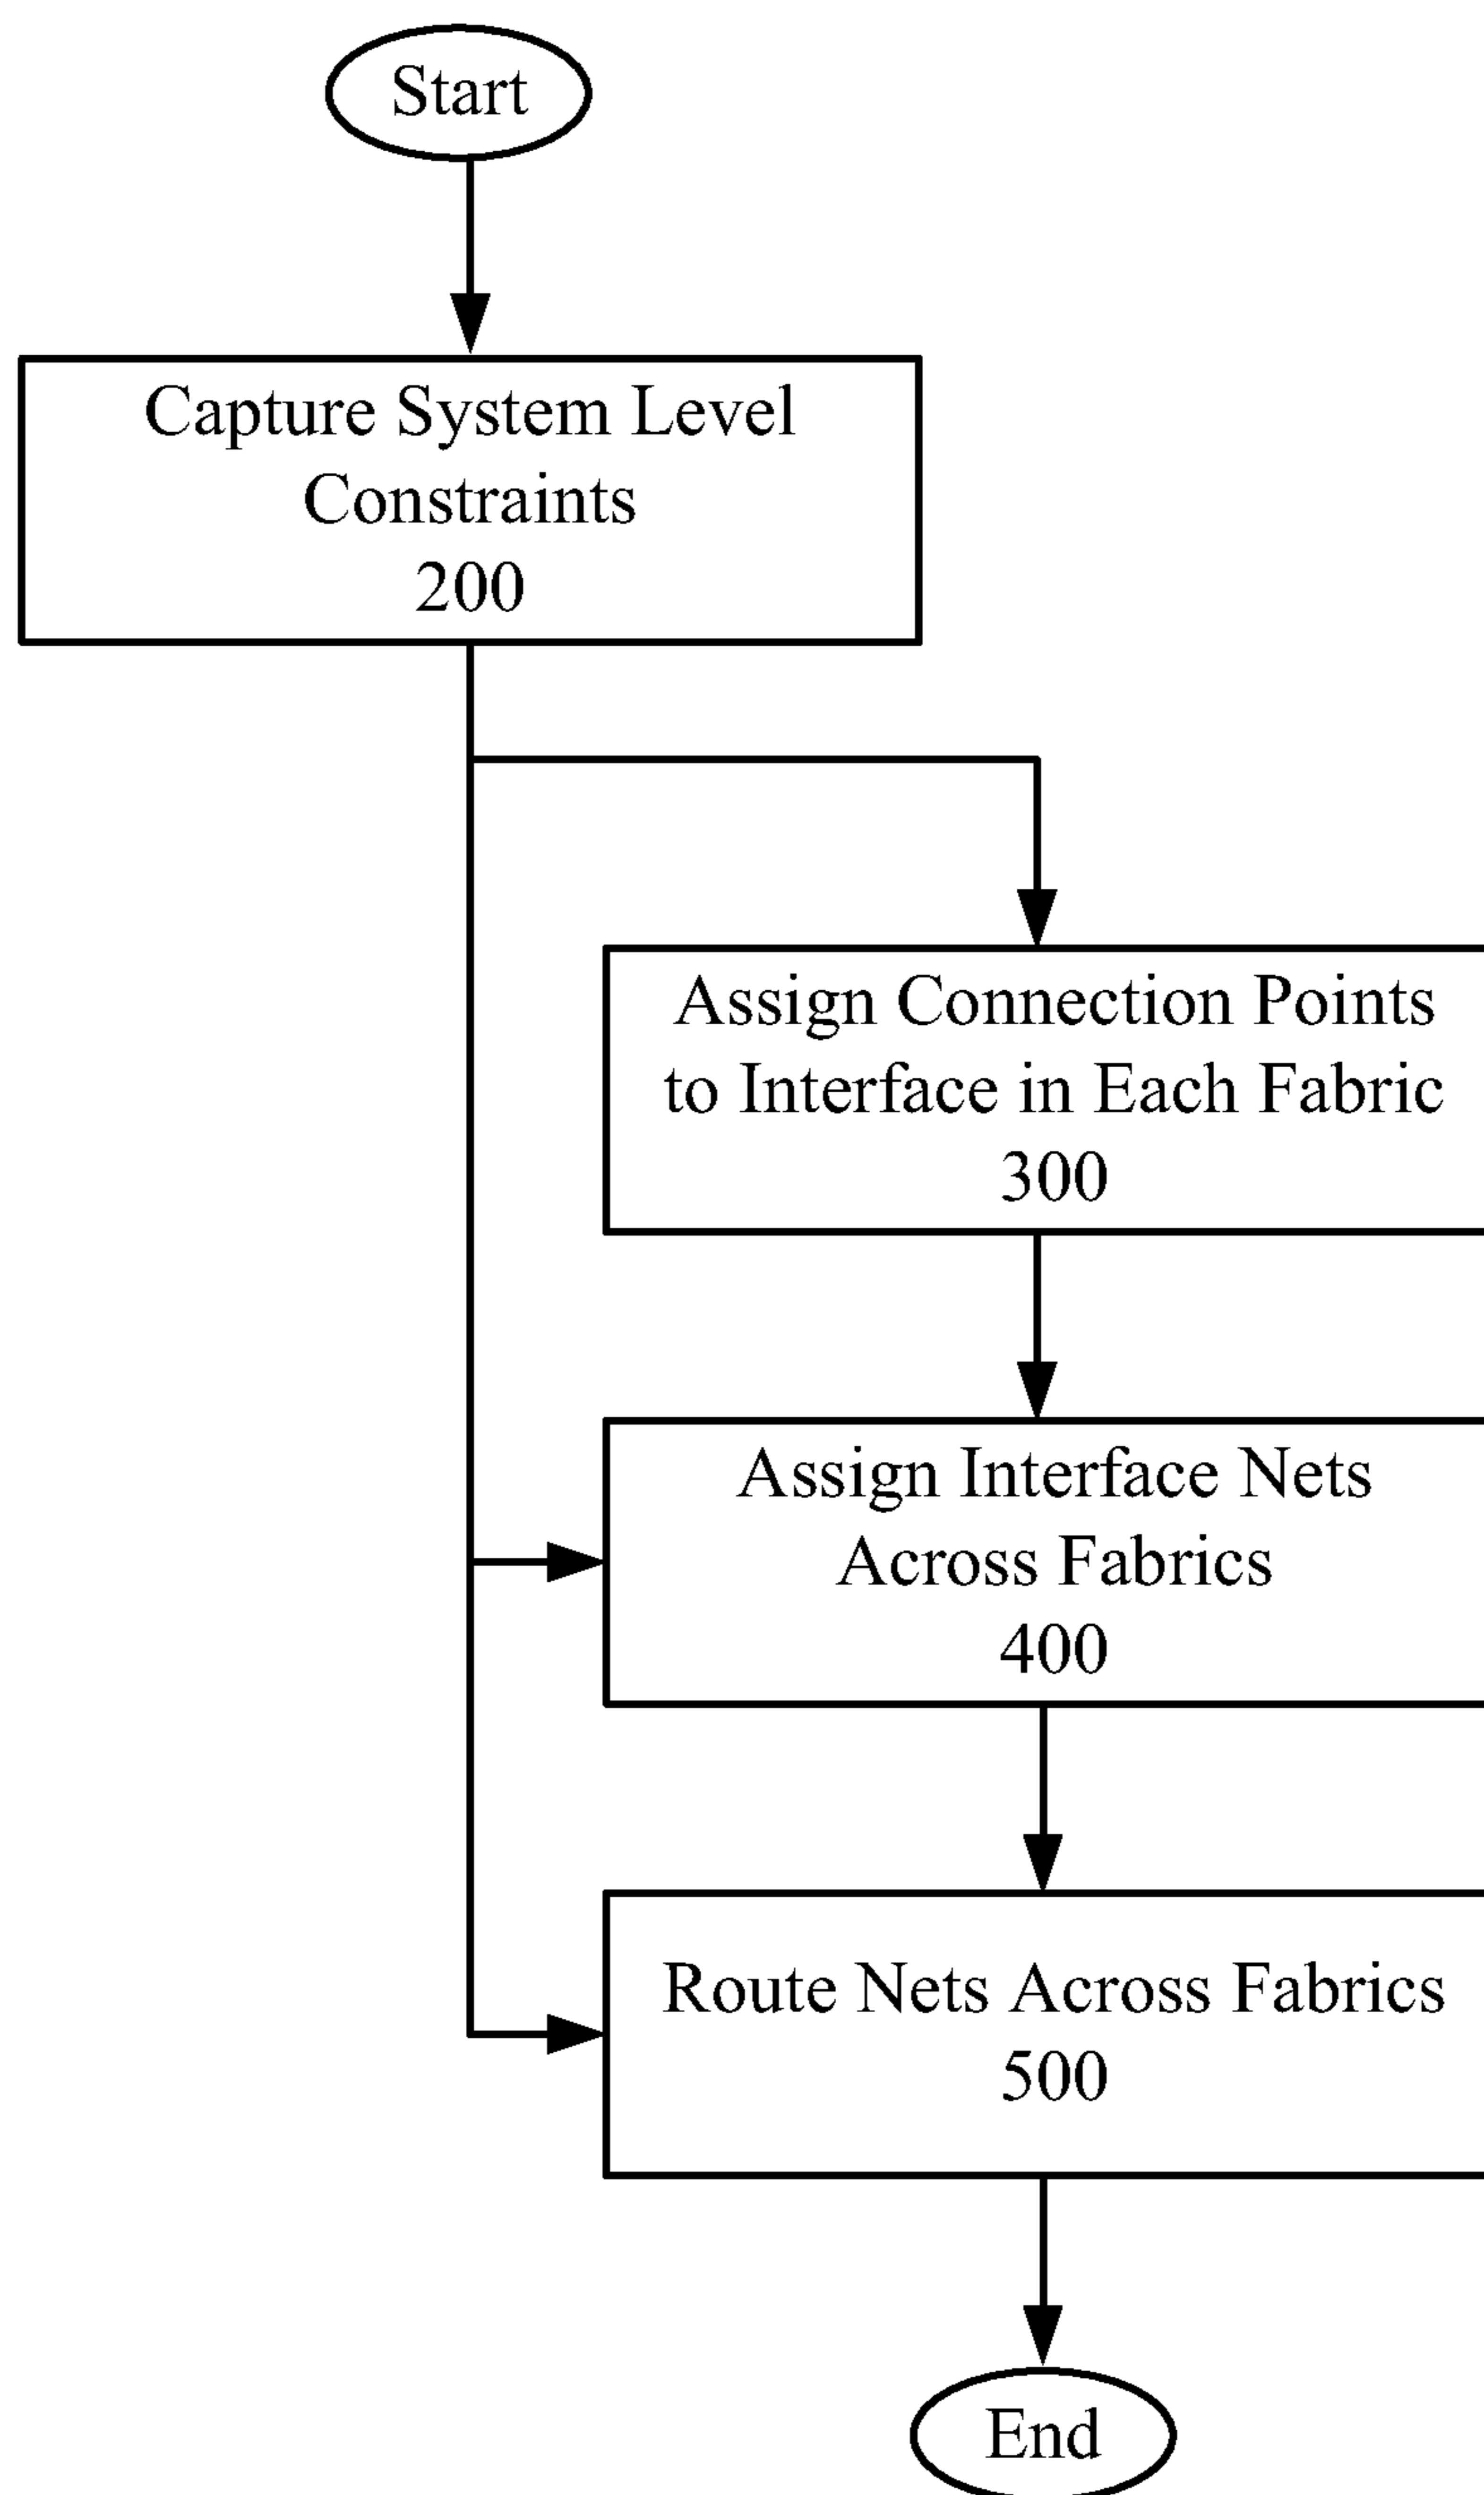 Start
Capture System Level
Constraints
200
Assign Connection Points
to Interface in Each Fabric
300
Assign Interface Nets
Across Fabrics
400
Route Nets Across Fabrics
500
End